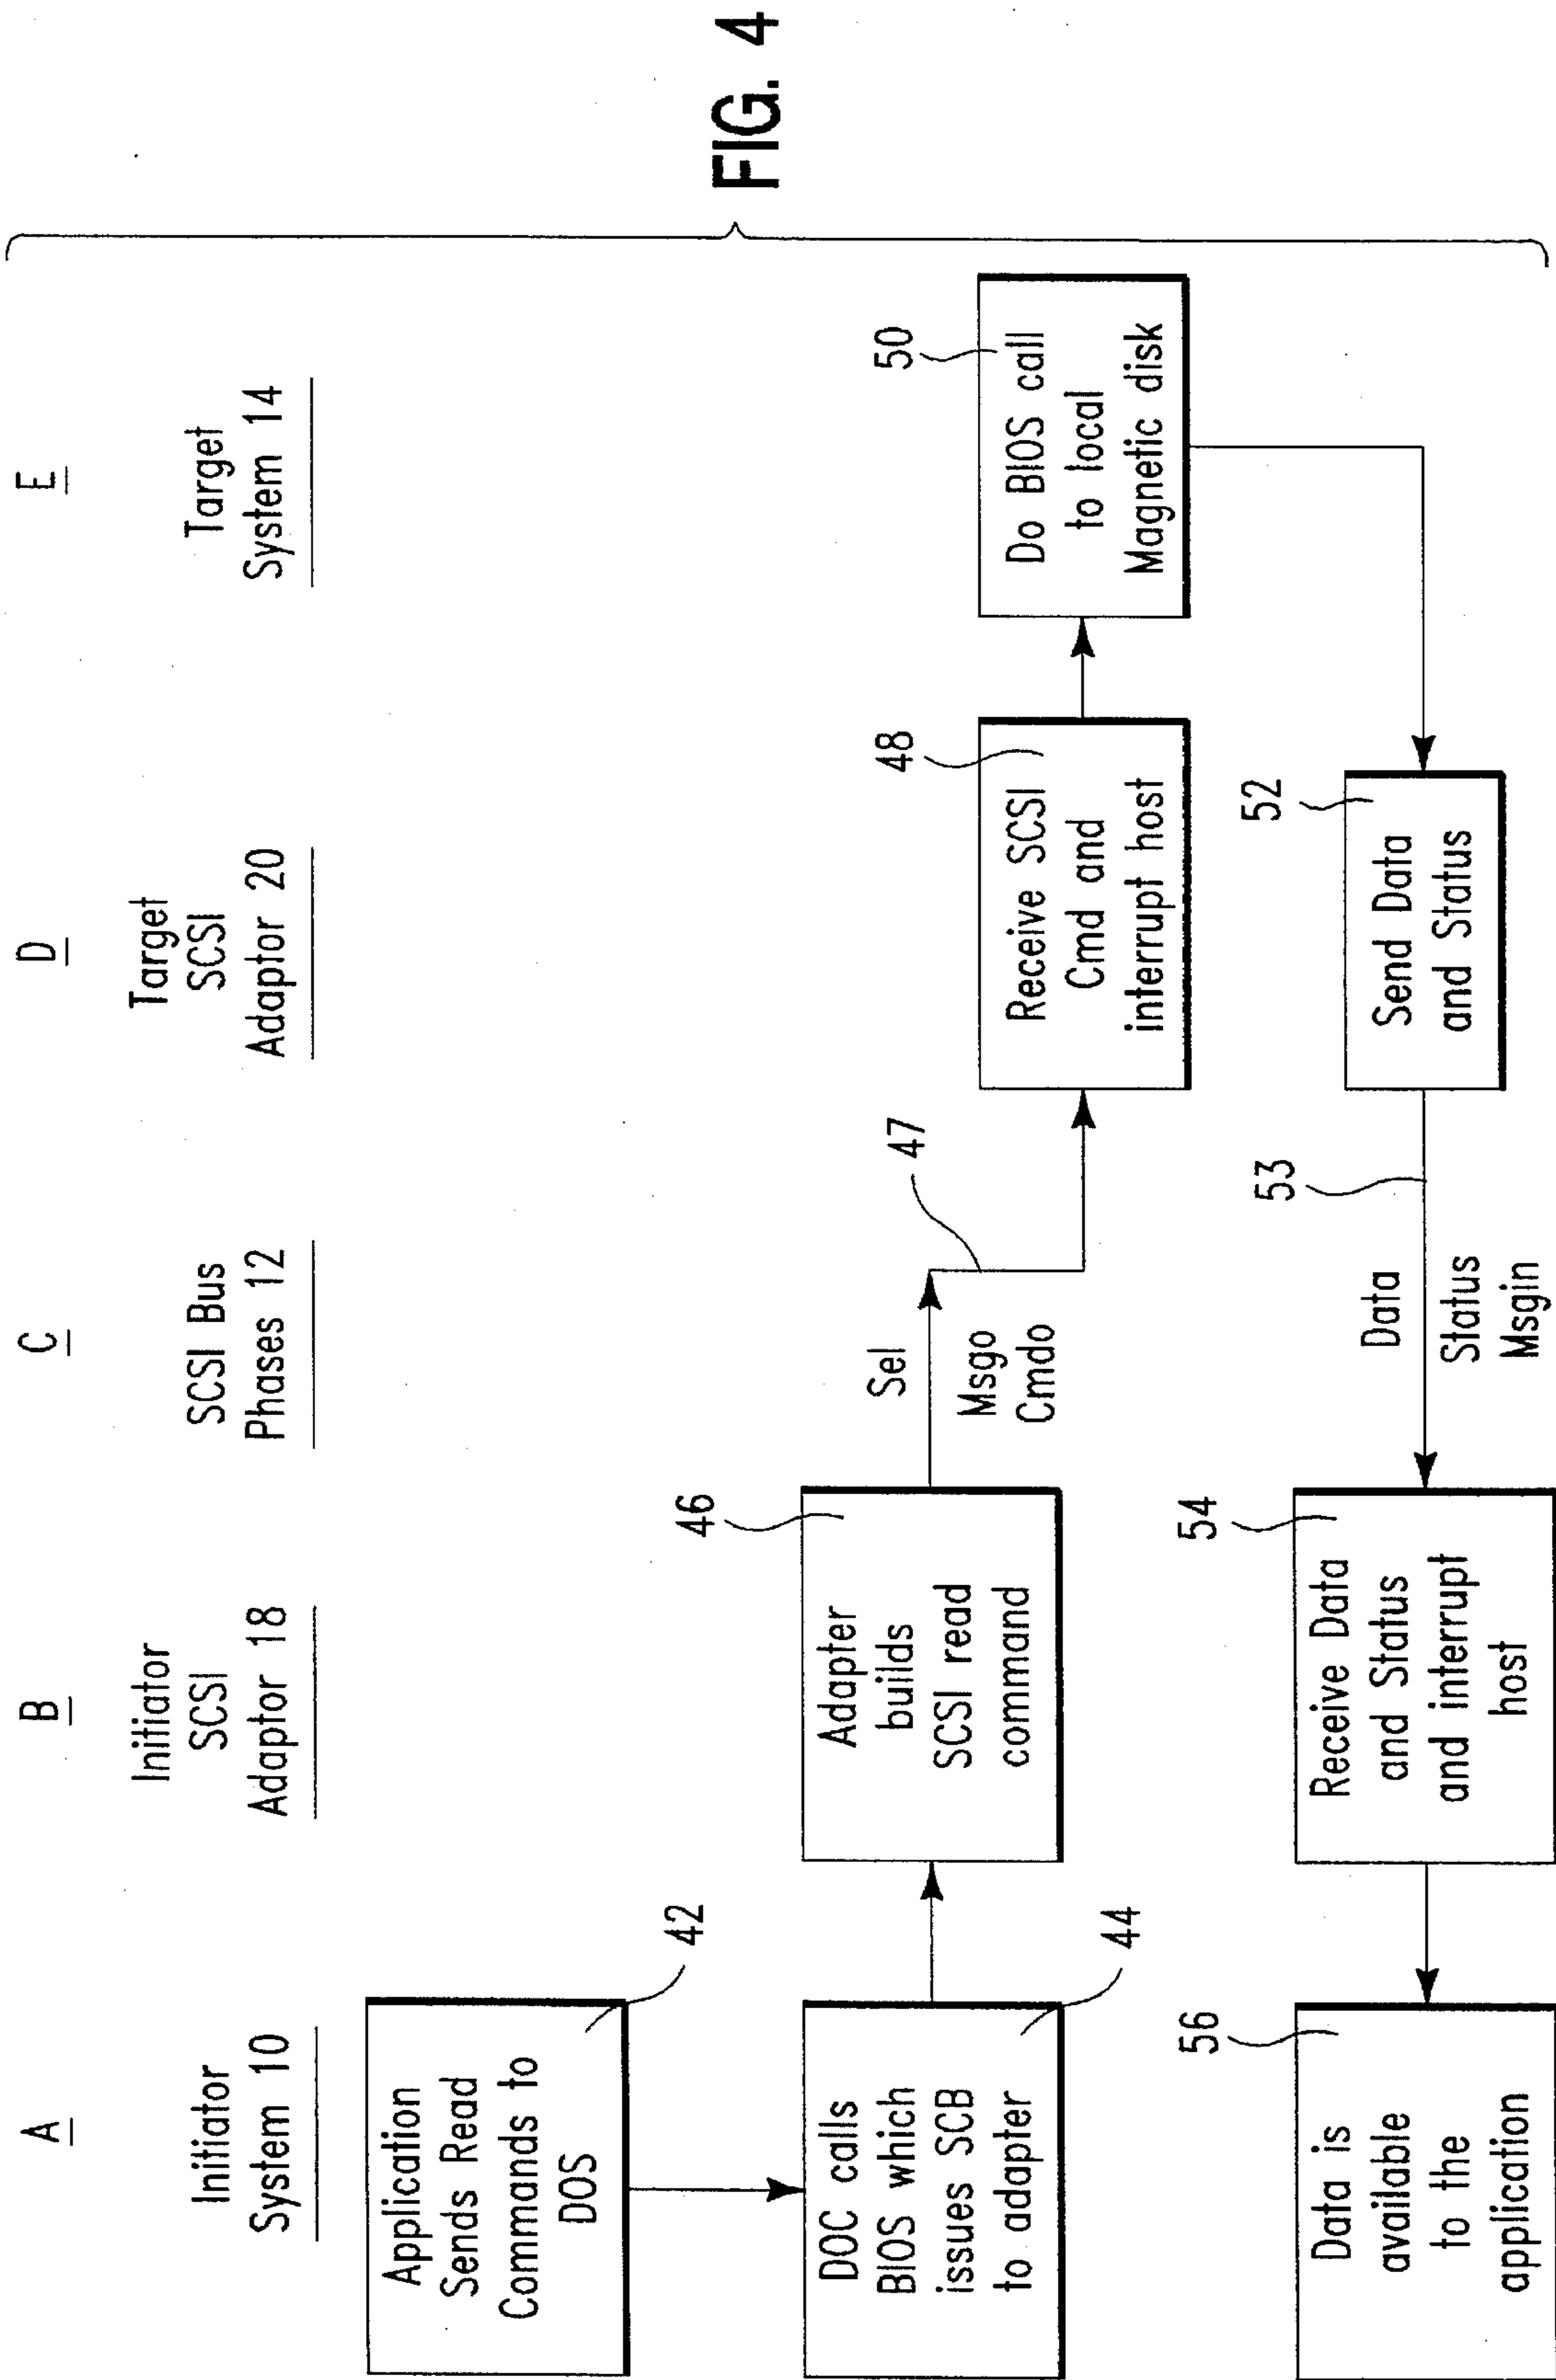 A
B
C
D
E
Initiator
System 10
Initiator
SCSI
Adaptor 18
SCSI Bus
Phases 12
Target
SCSI
Adaptor 20
Target
System 14
Application
Sends Read
Commands to
DOS
42
DOC calls
BIOS which
issues SCB
to adapter
44
Adapter
builds
SCSI read
command
46
Sel
Msgo
Cmdo
47
Receive SCSI
Cmd and
interrupt host
48
Do BIOS call
to local
Magnetic disk
50
Send Data
and Status
52
53
Data
Status
Msgin
Receive Data
and Status
and interrupt
host
54
Data is
available
to the
application
56
FIG. 4